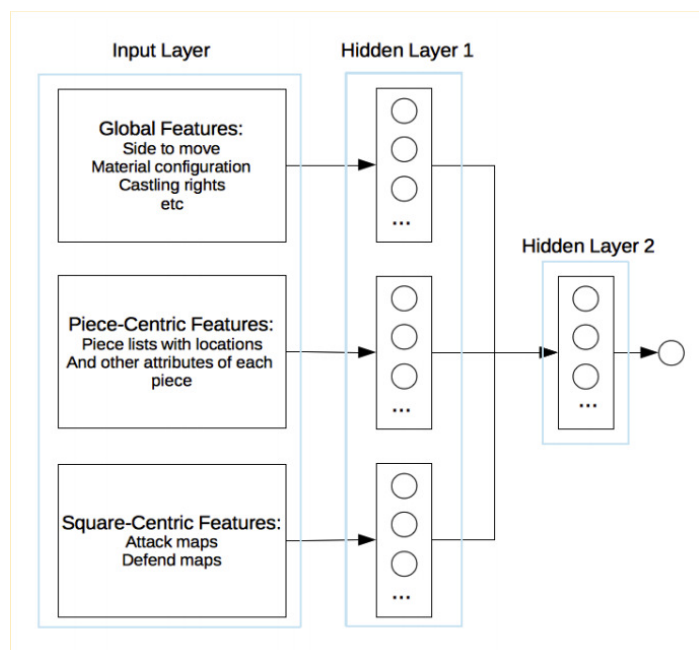 Input Layer
Hidden Layer 1
Global Features:
Side to move
Material configuration
Castling rights
etc
...
Hidden Layer 2
Piece-Centric Features:
Piece lists with locations
And other attributes of each
piece
...
...
Square-Centric Features:
Attack maps
Defend maps
...